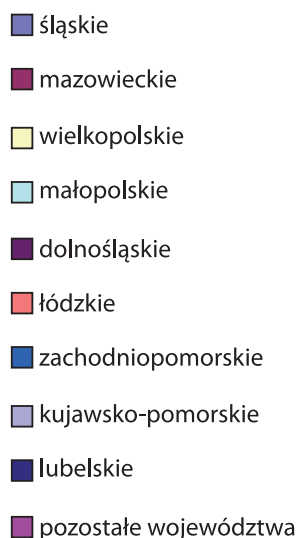 śląskie
mazowieckie
wielkopolskie
małopolskie
dolnośląskie
łódzkie
zachodniopomorskie
kujawsko-pomorskie
lubelskie
pozostałe województwa